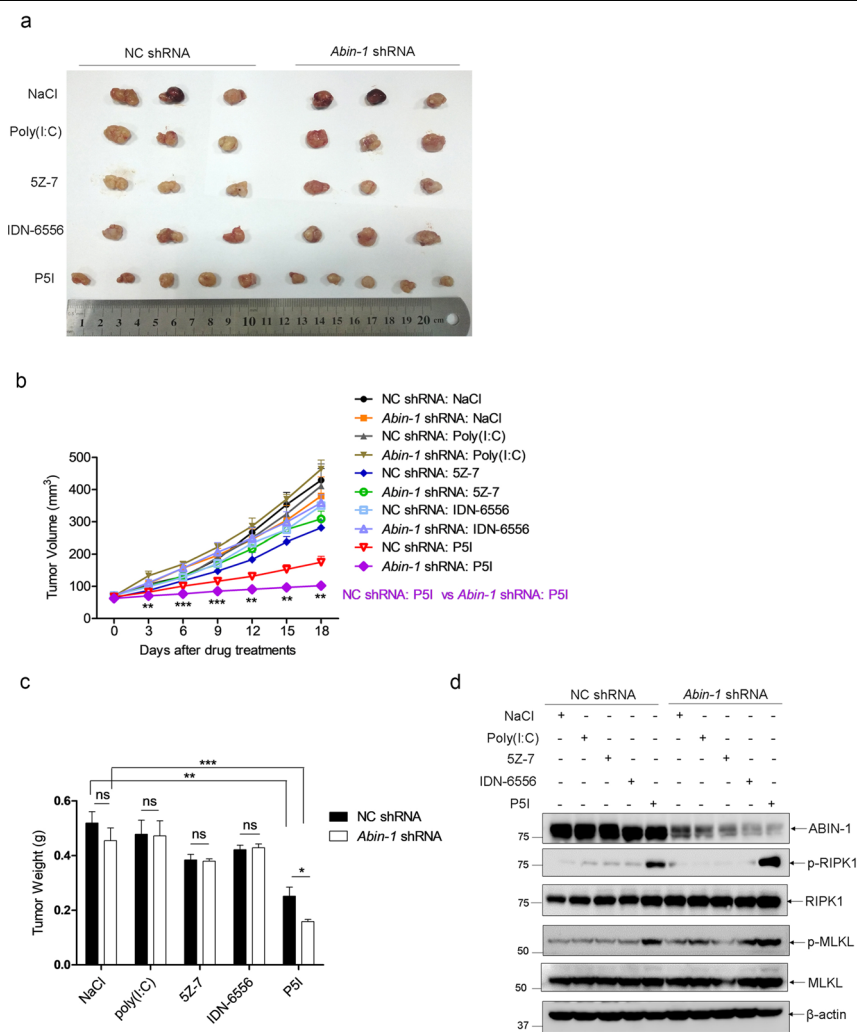 a
NC shRNA
Abin-1 shRNA
NaCl
Poly(I:C)
5Z-7
IDN-6556
P5I
1 2 3 4 5 6 7 8 9 10 11 12 13 14 15 16 17 18 19 20 cm
b
NC shRNA: NaCl
Abin-1 shRNA: NaCl
NC shRNA: Poly(I:C)
Abin-1 shRNA: Poly(I:C)
NC shRNA: 5Z-7
Abin-1 shRNA: 5Z-7
NC shRNA: IDN-6556
Abin-1 shRNA: IDN-6556
NC shRNA: P5I
Abin-1 shRNA: P5I
Tumor Volume (mm3)
500
400
300
200
100
0
** *** *** ** ** **
NC shRNA: P5I vs Abin-1 shRNA: P5I
0 3 6 9 12 15 18
Days after drug treatments
c
***
**
ns ns ns ns *
NC shRNA
Abin-1 shRNA
Tumor Weight (g)
0.6
0.4
0.2
0.0
NaCl poly(I:C) 5Z-7 IDN-6556 P5I
d
NC shRNA Abin-1 shRNA
NaCl + - - - - + - - - -
Poly(I:C) - + - - - - + - - -
5Z-7 - - + - - - - + - -
IDN-6556 - - - + - - - - + -
P5I - - - - + - - - - +
75 ABIN-1
75 p-RIPK1
75 RIPK1
50 p-MLKL
50 MLKL
37 β-actin